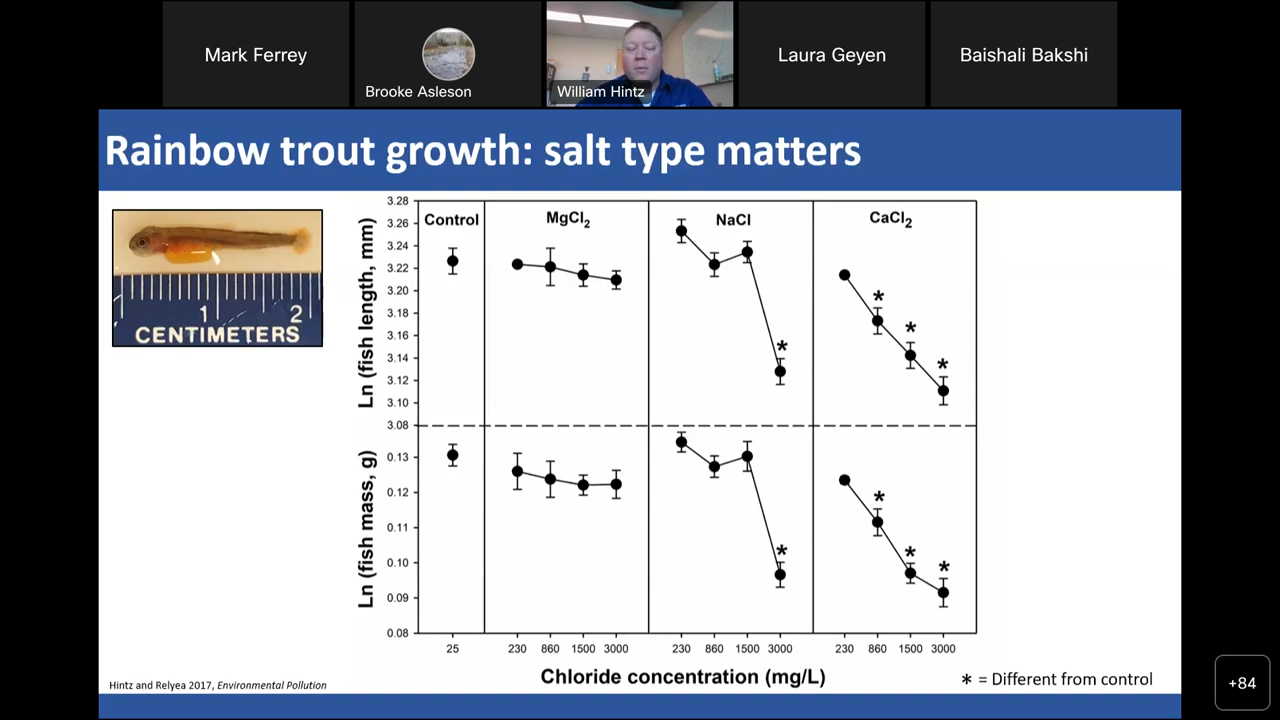 Mark Ferrey
Brooke Asleson
William Hintz
Laura Geyen
Baishali Bakshi
Rainbow trout growth: salt type matters
1 2
CENTIMETERS
Ln (fish length, mm)
3.28
3.26
3.24
3.22
3.20
3.18
3.16
3.14
3.12
3.10
3.08
Control
MgCl₂
NaCl
CaCl₂
*
* * *
Ln (fish mass, g)
0.13
0.12
0.11
0.10
0.09
0.08
*
* * *
25 230 860 1500 3000 230 860 1500 3000 230 860 1500 3000
Chloride concentration (mg/L)
* = Different from control
Hintz and Relyea 2017, Environmental Pollution
+84